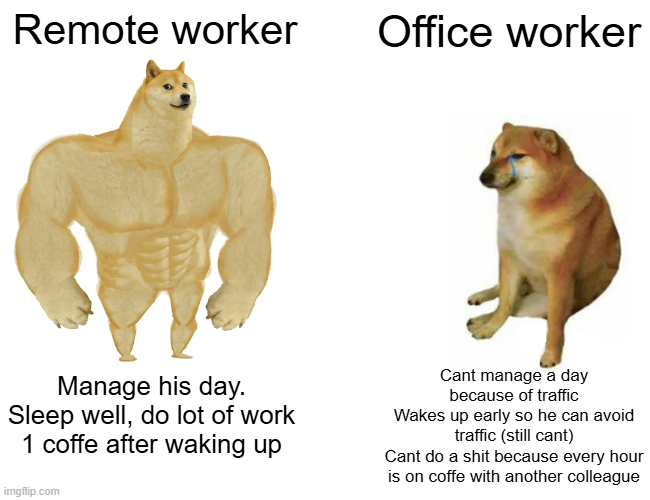 Remote worker
Office worker
Manage his day.
Sleep well, do lot of work
1 coffe after waking up
Cant manage a day
because of traffic
Wakes up early so he can avoid
traffic (still cant)
Cant do a shit because every hour
is on coffe with another colleague
imgflip.com